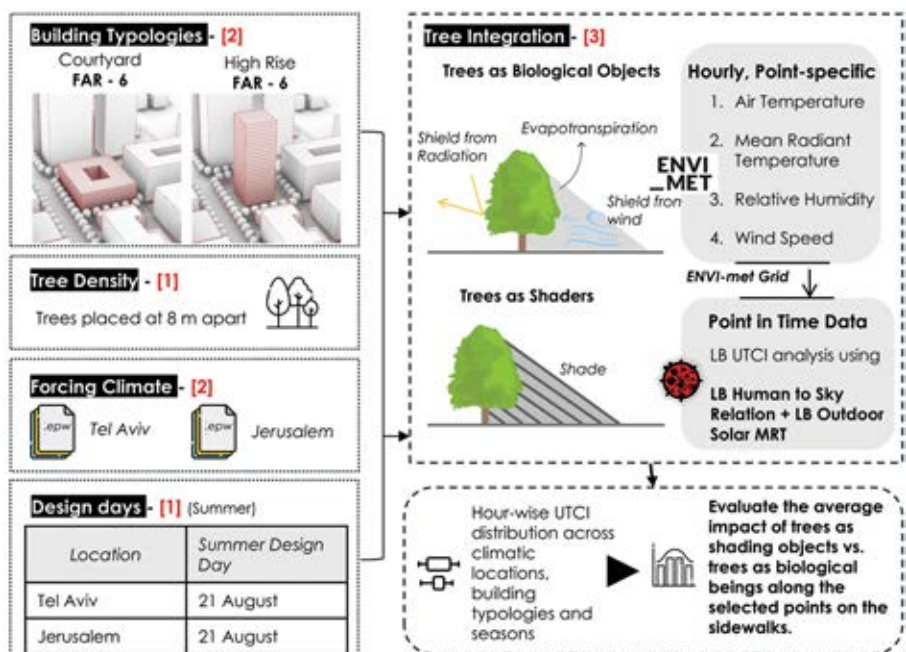 Building Typologies - [2]
Courtyard
FAR - 6
High Rise
FAR - 6
Tree Density - [1]
Trees placed at 8 m apart
Forcing Climate - [2]
.epw
Tel Aviv
.epw
Jerusalem
Design days - [1] (Summer)
Location
Summer Design
Day
Tel Aviv
21 August
Jerusalem
21 August
Tree Integration - [3]
Trees as Biological Objects
Shield from
Radiation
Evapotranspiration
Shield fron
wind
ENVI
_MET
Hourly, Point-specific
1. Air Temperature
2. Mean Radiant
Temperature
3. Relative Humidity
4. Wind Speed
ENVI-met Grid
Trees as Shaders
Shade
Point in Time Data
LB UTCI analysis using
LB Human to Sky
Relation + LB Outdoor
Solar MRT
Hour-wise UTCI
distribution across
climatic
locations,
building
typologies and
seasons
Evaluate the average
impact of trees as
shading objects vs.
trees as biological
beings along the
selected points on the
sidewalks.